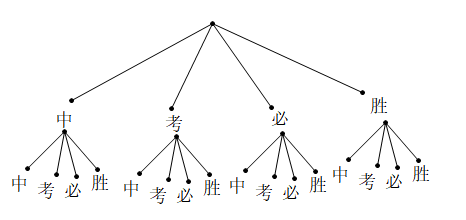 中 考 必 胜
中 考 必 胜 中 考 必 胜 中 考 必 胜 中 考 必 胜